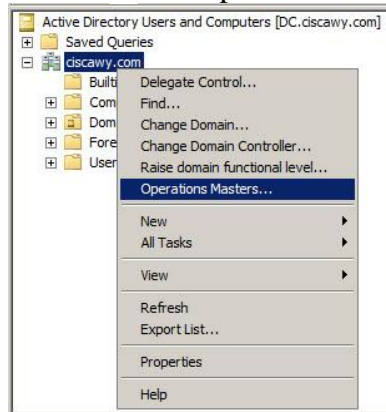 Active Directory Users and Computers [DC.ciscawy.com]
Saved Queries
ciscawy.com
Builti
Com
Dom
Fore
User
Delegate Control...
Find...
Change Domain...
Change Domain Controller...
Raise domain functional level...
Operations Masters...
New
All Tasks
View
Refresh
Export List...
Properties
Help